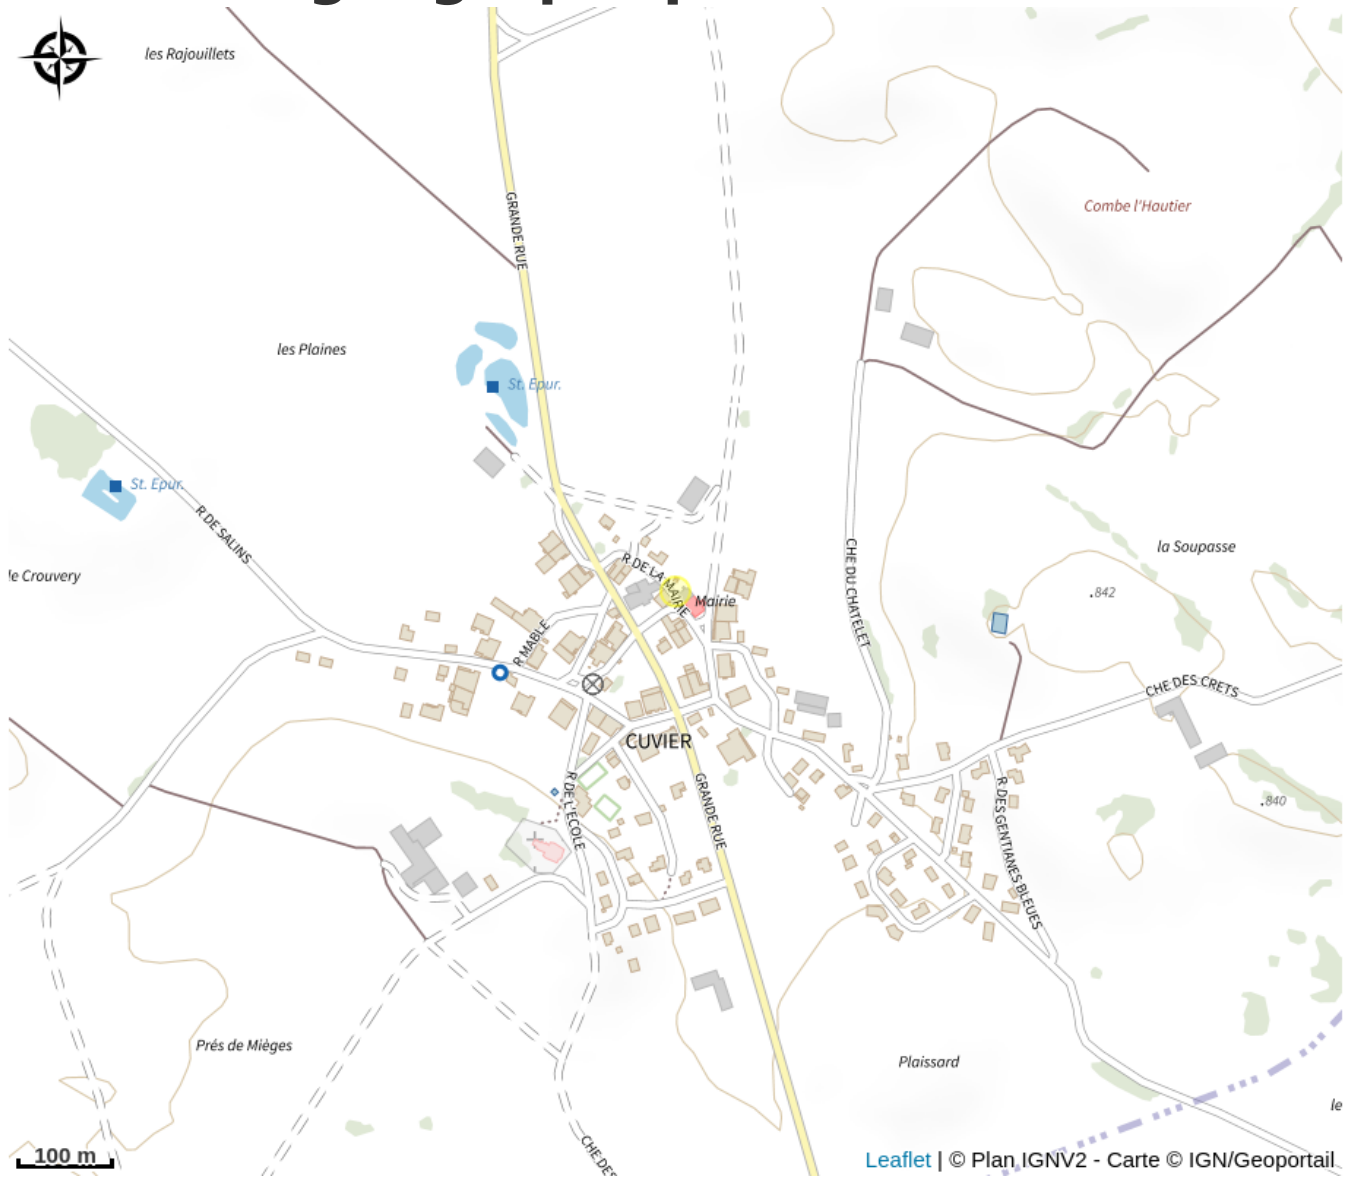 les Rajouillets
GRANDE RUE
Combe l'Hautier
les Plaines
St. Epur.
St. Epur.
R DE SALINS
le Crouvery
R DE LA MAIRIE
Mairie
CHE DU CHATELET
la Soupasse
.842
R MABLE
CHE DES CRETS
CUVIER
R DE L'ECOLE
GRANDE RUE
R DES GENTIANES BLEUES
.840
Prés de Mièges
Plaissard
le
CHE DES
100 m
Leaflet | © Plan IGNV2 - Carte © IGN/Geoportail